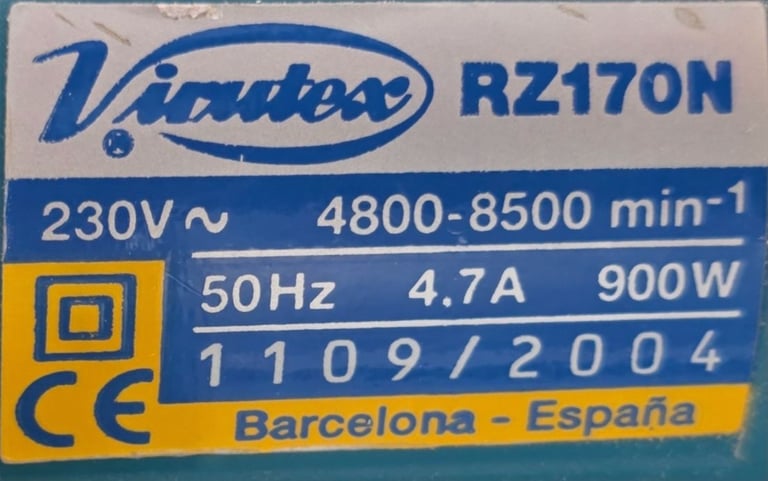 Virutex RZ170N
230V~ 4800-8500 min-1
50Hz 4.7A 900W
1109/2004
CE
Barcelona - España